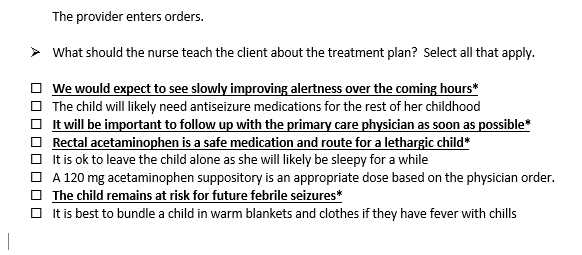 The provider enters orders.
➤ What should the nurse teach the client about the treatment plan?  Select all that apply.
☐ We would expect to see slowly improving alertness over the coming hours*
☐ The child will likely need antiseizure medications for the rest of her childhood
☐ It will be important to follow up with the primary care physician as soon as possible*
☐ Rectal acetaminophen is a safe medication and route for a lethargic child*
☐ It is ok to leave the child alone as she will likely be sleepy for a while
☐ A 120 mg acetaminophen suppository is an appropriate dose based on the physician order.
☐ The child remains at risk for future febrile seizures*
☐ It is best to bundle a child in warm blankets and clothes if they have fever with chills